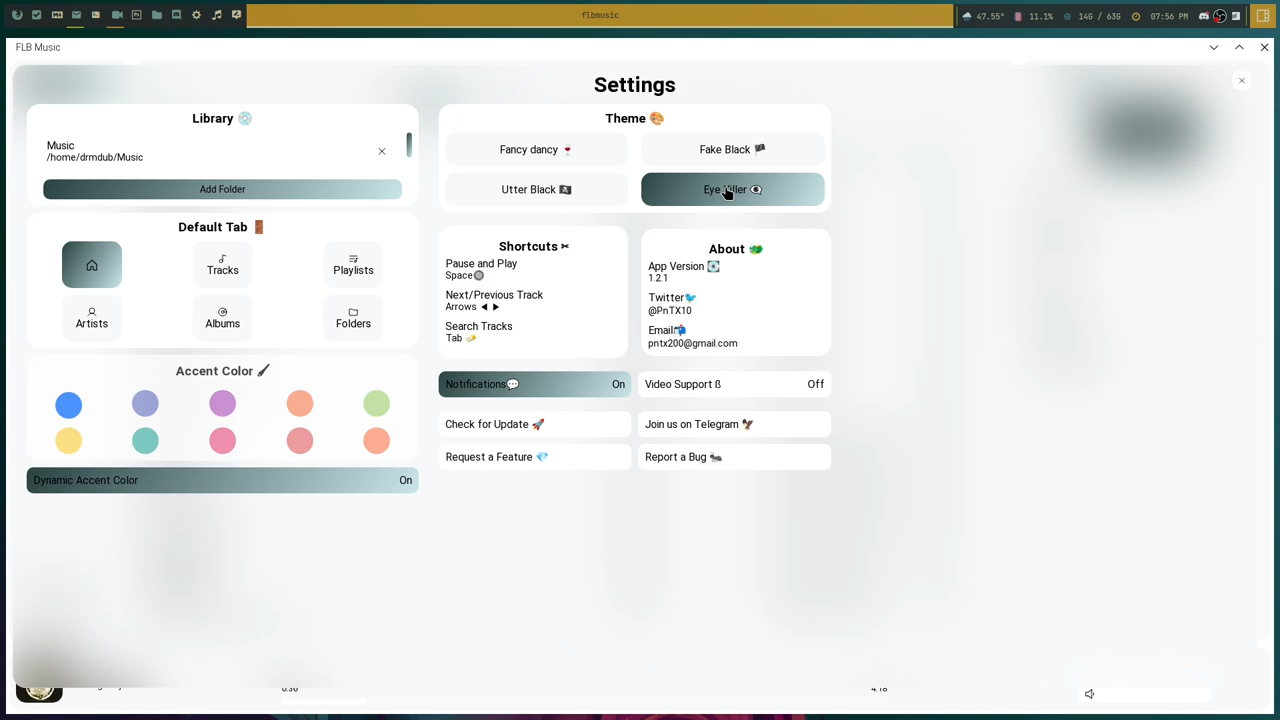 flbmusic
47.55°
11.1%
14G / 63G
07:56 PM
FLB Music
Settings
Library
Music
/home/drmdub/Music
Add Folder
Default Tab
Tracks
Playlists
Artists
Albums
Folders
Accent Color
Dynamic Accent Color
On
Theme
Fancy dancy
Fake Black
Utter Black
Eye Killer
Shortcuts
Pause and Play
Space
Next/Previous Track
Arrows
Search Tracks
Tab
About
App Version
1.2.1
Twitter
@PnTX10
Email
pntx200@gmail.com
Notifications
On
Video Support ß
Off
Check for Update
Join us on Telegram
Request a Feature
Report a Bug
0:36
4:18